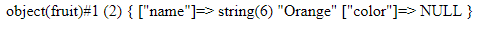 object(fruit)#1 (2) { ["name"]=> string(6) "Orange" ["color"]=> NULL }